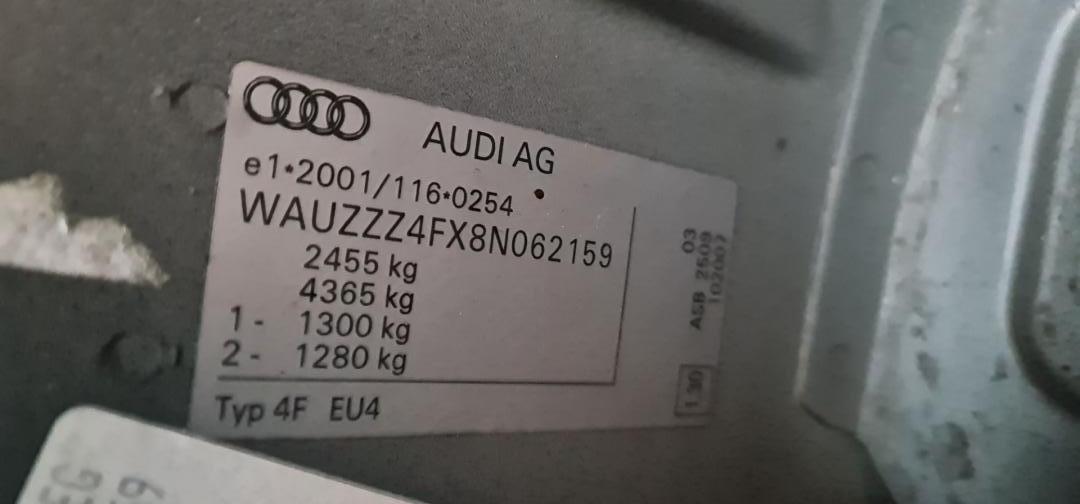 AUDI AG
e1*2001/116*0254
WAUZZZ4FX8N062159
2455 kg
4365 kg
1 - 1300 kg
2 - 1280 kg
Typ 4F EU4
03
ASB 2609
102007
1.30